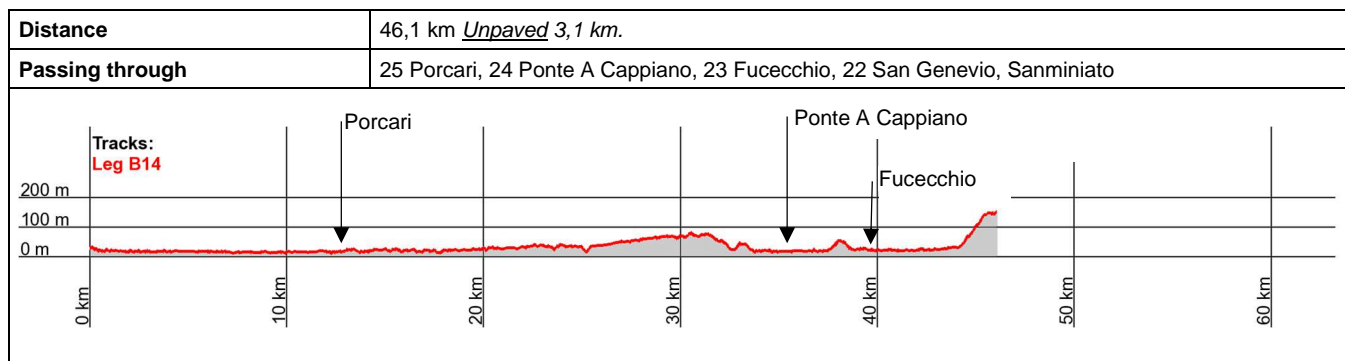 Distance 46,1 km Unpaved 3,1 km.
Passing through 25 Porcari, 24 Ponte A Cappiano, 23 Fucecchio, 22 San Genevio, Sanminiato
Porcari
Ponte A Cappiano
Tracks:
Leg B14
Fucecchio
200 m
100 m
0 m
0 km
10 km
20 km
30 km
40 km
50 km
60 km